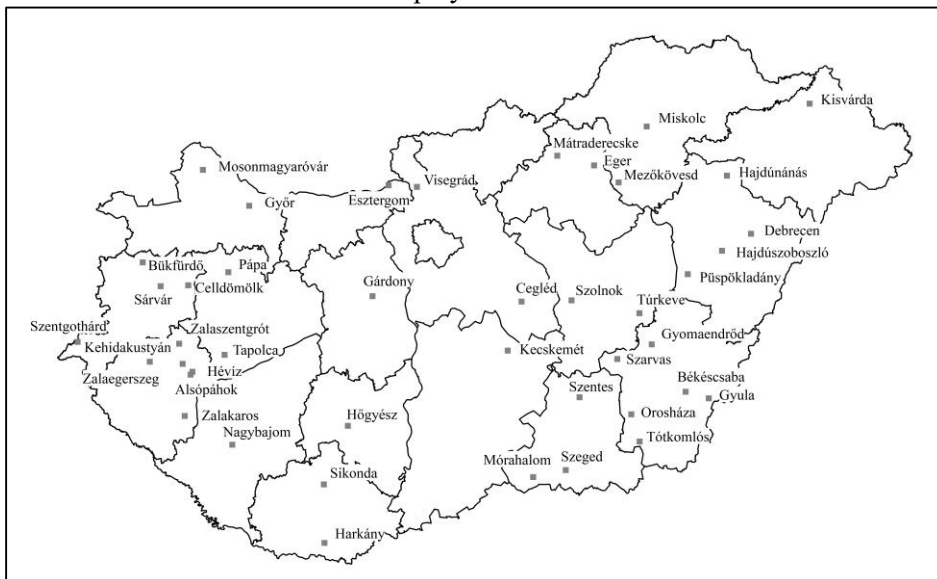 Kisvárda
Miskolc
Mátraderecske
Eger
Mezőkövesd
Hajdúnánás
Mosonmagyaróvár
Visegrád
Esztergom
Győr
Debrecen
Hajdúszoboszló
Bükfürdő
Pápa
Püspökladány
Sárvár
Celldömölk
Gárdony
Cegléd
Szolnok
Túrkeve
Szentgothárd
Zalaszentgrót
Gyomaendrőd
Kehidakustyán
Tapolca
Kecskemét
Szarvas
Zalaegerszeg
Hévíz
Alsópáhok
Szentes
Békéscsaba
Gyula
Zalakaros
Hőgyész
Orosháza
Nagybajom
Tótkomlós
Mórahalom
Szeged
Sikonda
Harkány